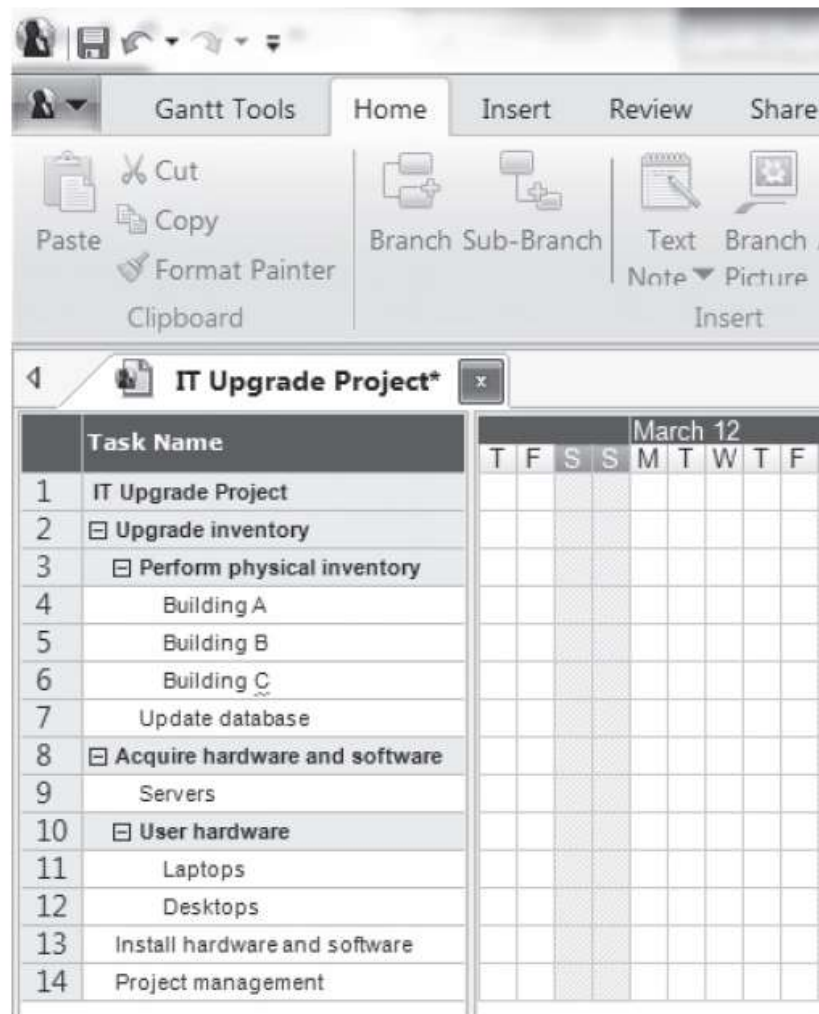 Gantt Tools Home Insert Review Share
Cut
Copy
Paste
Format Painter
Clipboard
Branch Sub-Branch
Text Branch
Note Picture
Insert
IT Upgrade Project* x
Task Name
March 12
T F S S M T W T F
1 IT Upgrade Project
2 Upgrade inventory
3 Perform physical inventory
4 Building A
5 Building B
6 Building C
7 Update database
8 Acquire hardware and software
9 Servers
10 User hardware
11 Laptops
12 Desktops
13 Install hardware and software
14 Project management